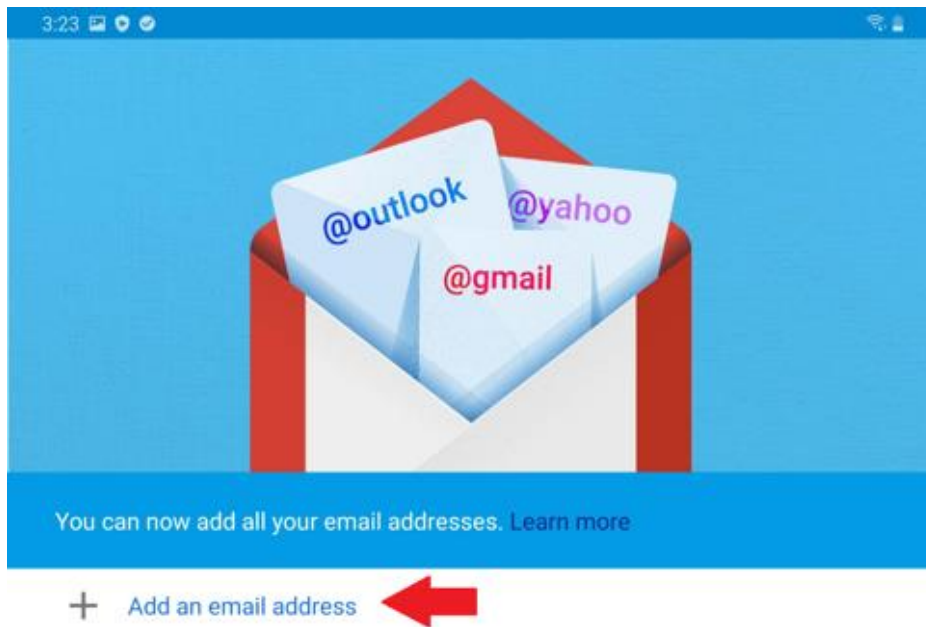 3:23
@outlook
@yahoo
@gmail
You can now add all your email addresses. Learn more
+ Add an email address